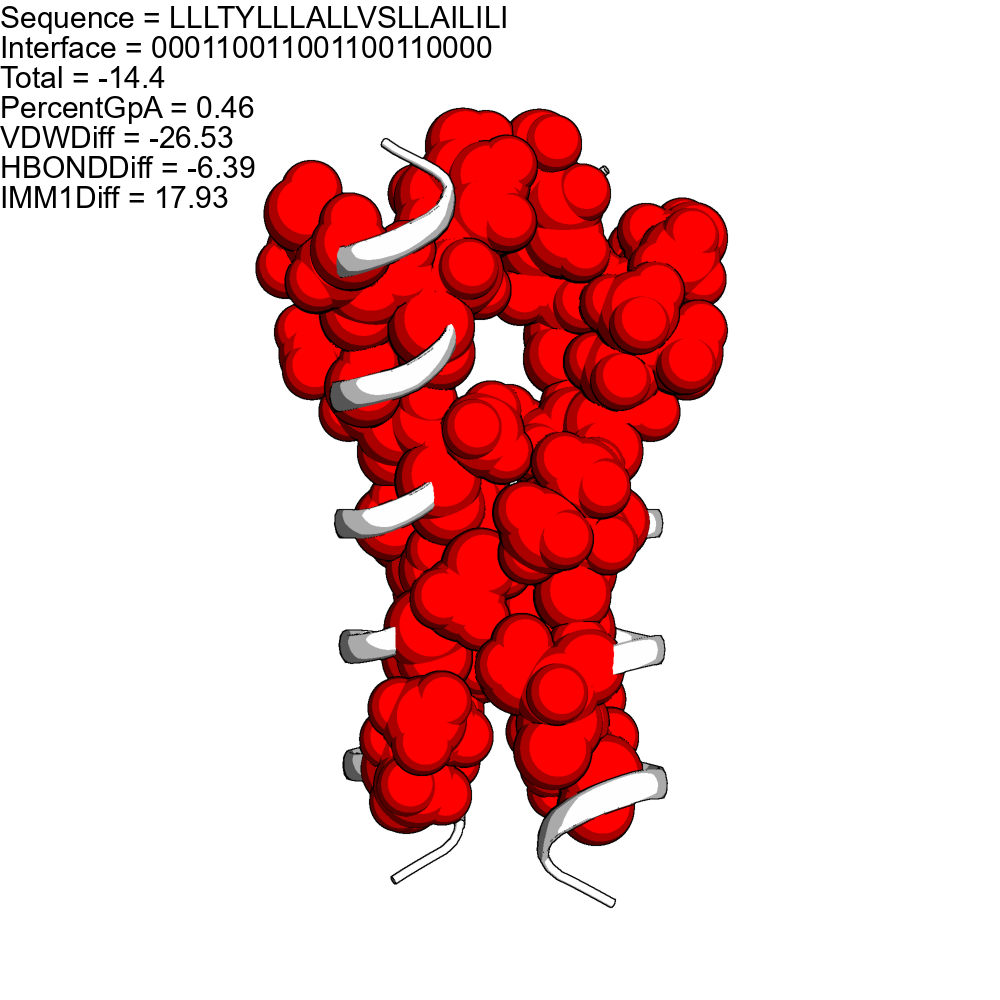 Sequence = LLLTYLLLALLVSLLAILILI
Interface = 000110011001100110000
Total = -14.4
PercentGpA = 0.46
VDWDiff = -26.53
HBONDDiff = -6.39
IMM1Diff = 17.93